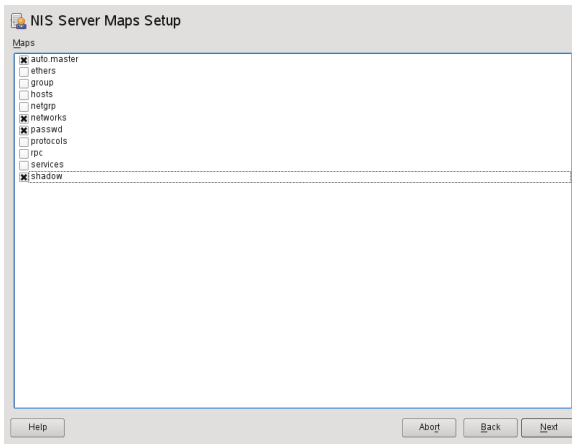 NIS Server Maps Setup
Maps
auto.master
ethers
group
hosts
netgrp
networks
passwd
protocols
rpc
services
shadow
Help Abort Back Next